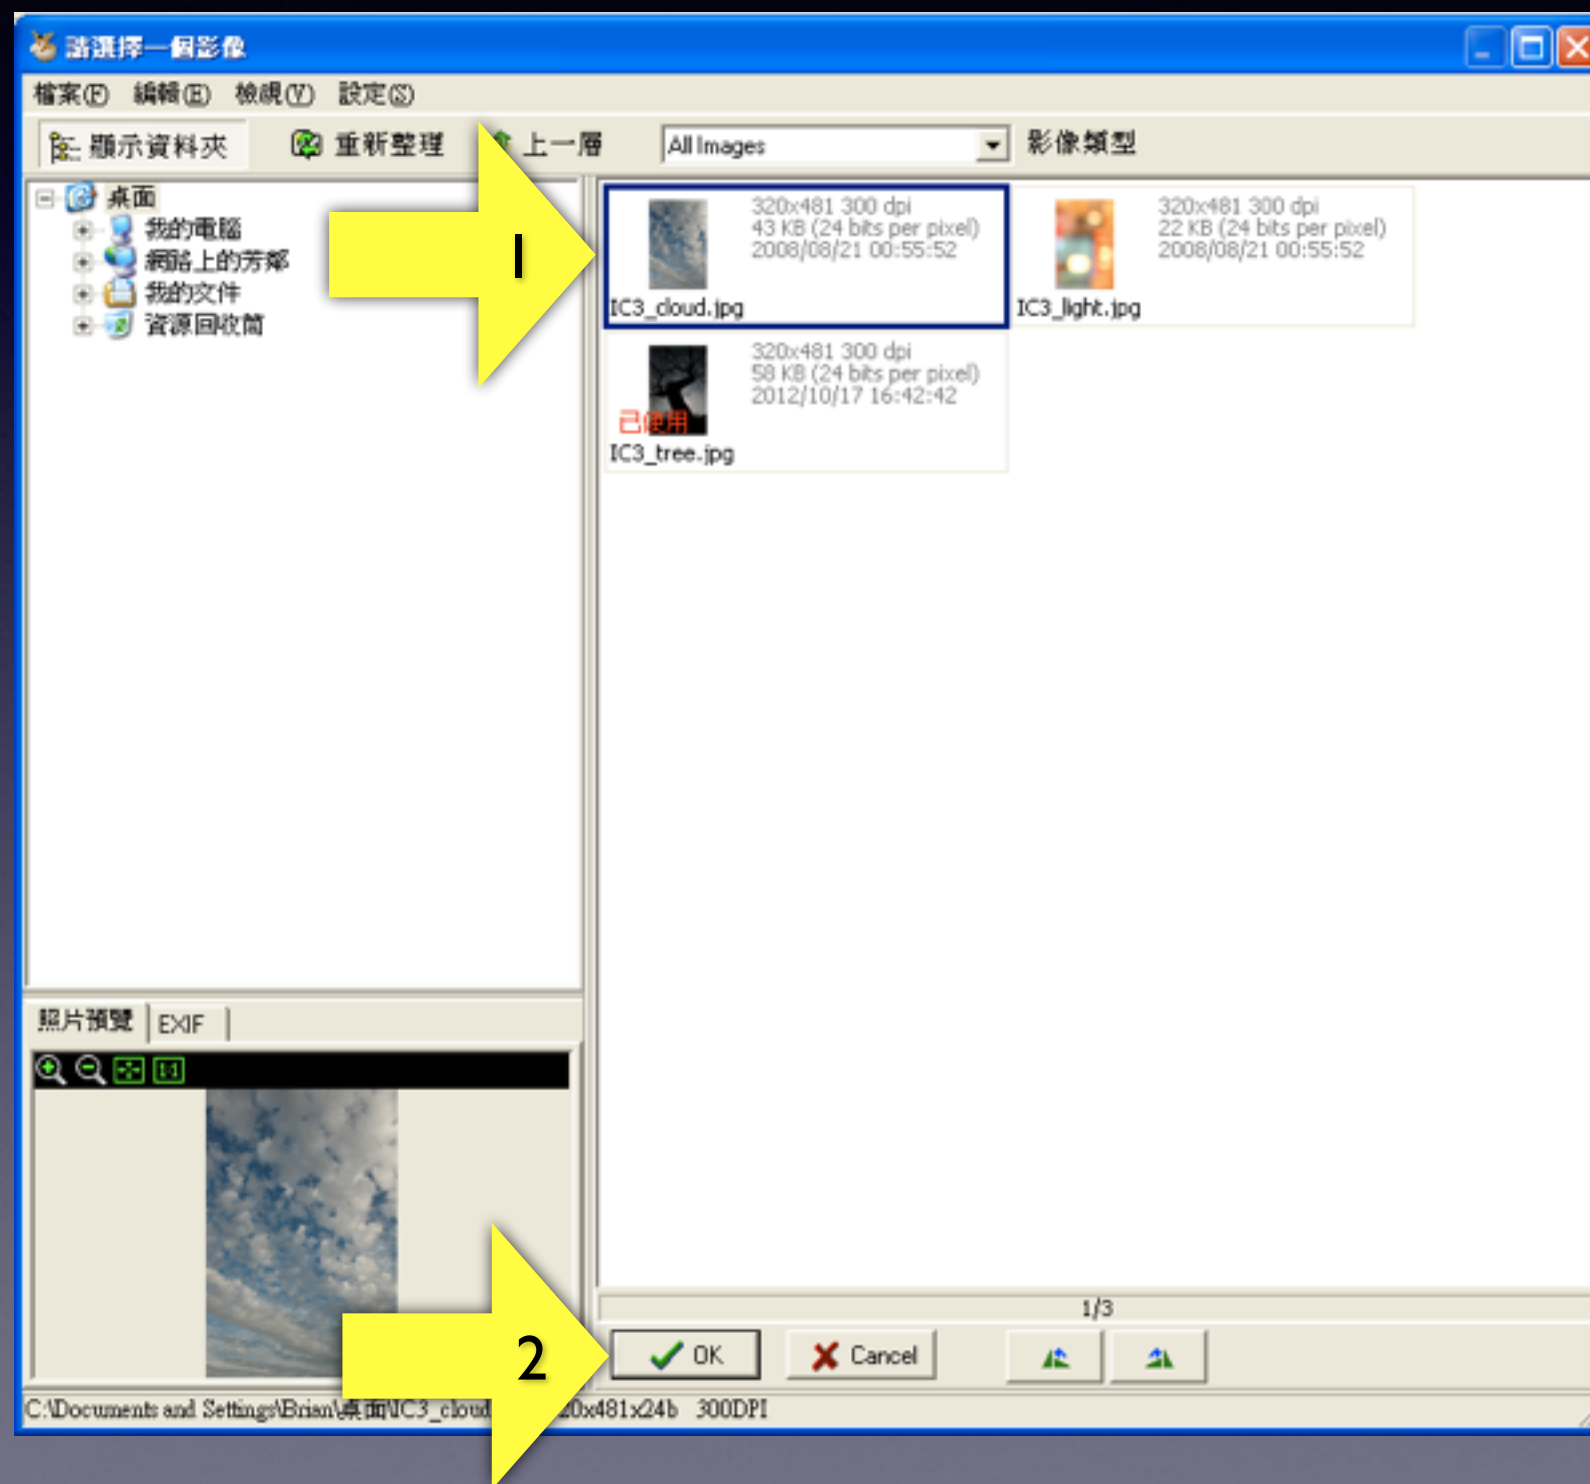 請選擇一個影像
檔案(F) 編輯(E) 檢視(V) 設定(S)
顯示資料夾 重新整理 上一層 All Images 影像類型
桌面
我的電腦
網路上的芳鄰
我的文件
資源回收筒
1
320x481 300 dpi
43 KB (24 bits per pixel)
2008/08/21 00:55:52
IC3_cloud.jpg
320x481 300 dpi
22 KB (24 bits per pixel)
2008/08/21 00:55:52
IC3_light.jpg
320x481 300 dpi
58 KB (24 bits per pixel)
2012/10/17 16:42:42
已使用
IC3_tree.jpg
照片預覽 EXIF
1:1
1/3
2
OK Cancel
C:\Documents and Settings\Brian\桌面\IC3_cloud 20x481x24b 300DPI